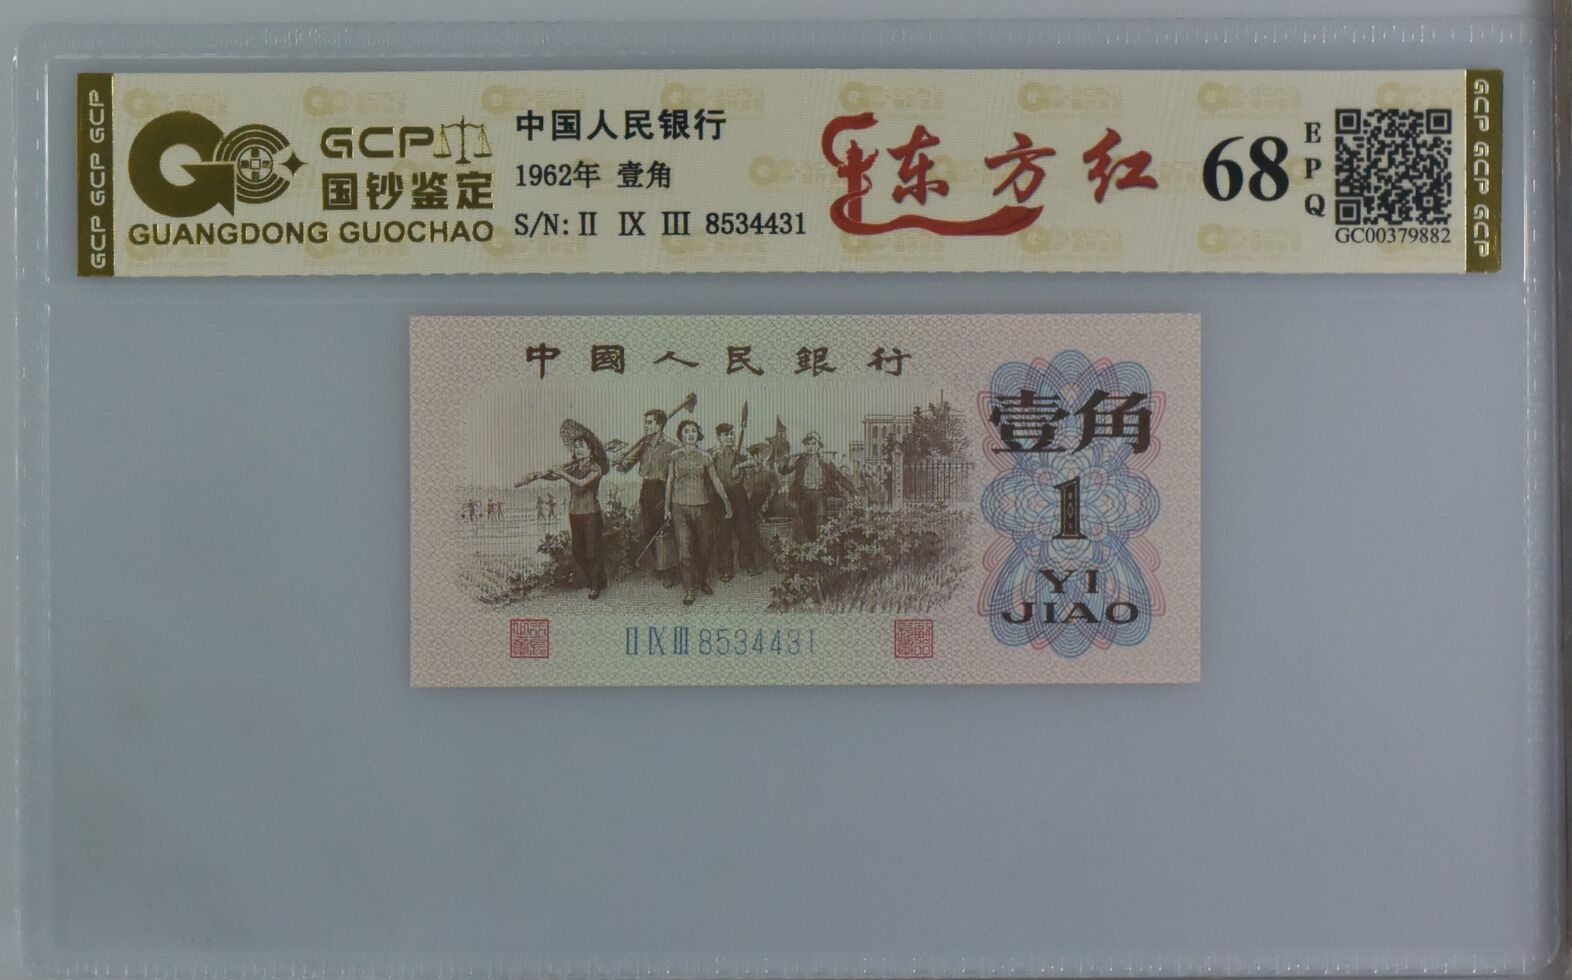 GCP GCP GCP
GCP
国钞鉴定
GUANGDONG GUOCHAO
中国人民银行
1962年 壹角
S/N: II IX III 8534431
东方红
68
EPQ
GC00379882
GCP GCP GCP
中國人民銀行
壹角
1
YI
JIAO
II IX III 8534431